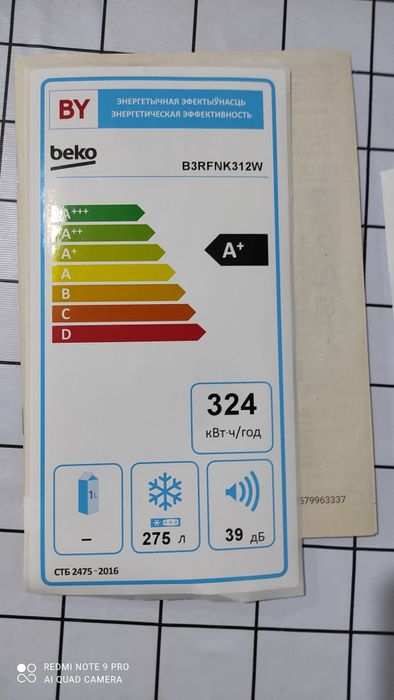 BY
ЭНЕРГЕТЫЧНАЯ ЭФЕКТЫЎНАСЦЬ
ЭНЕРГЕТИЧЕСКАЯ ЭФФЕКТИВНОСТЬ
beko
B3RFNK312W
A+++
A++
A+
A
B
C
D
A+
324
кВт·ч/год
1L
–
275 л
39 дБ
СТБ 2475 - 2016
579963337
REDMI NOTE 9 PRO
AI QUAD CAMERA